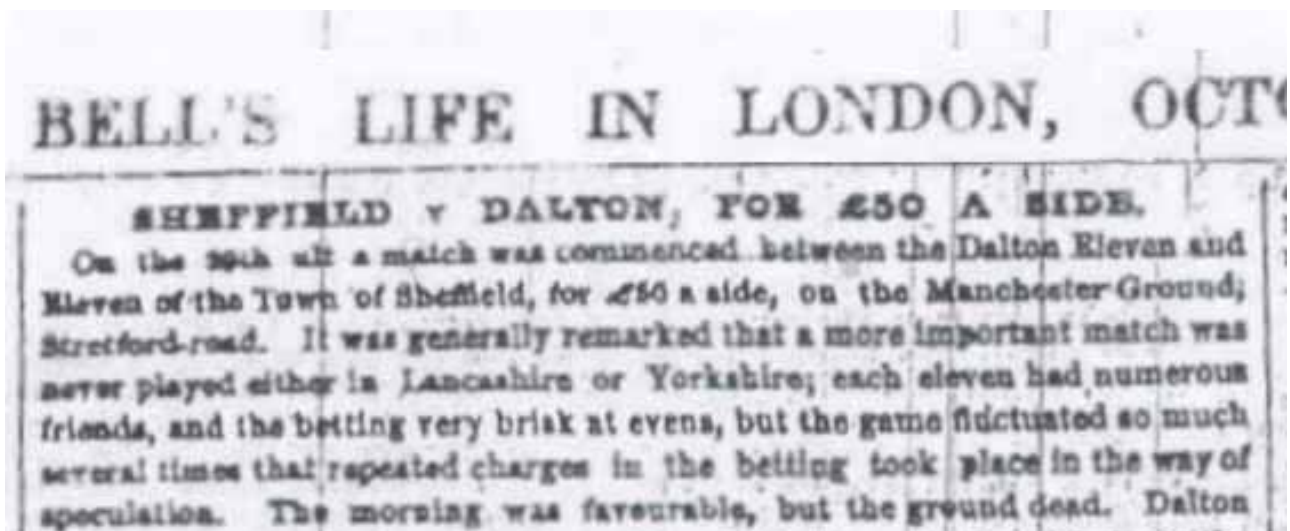 BELL'S LIFE IN LONDON, OCTO
SHEFFIELD v DALTON, FOR £50 A SIDE.
On the ult a match was commenced between the Dalton Eleven and
Eleven of the Town of Sheffield, for £50 a side, on the Manchester Ground,
Stretford-road. It was generally remarked that a more important match was
never played either in Lancashire or Yorkshire; each eleven had numerous
friends, and the betting very brisk at evens, but the game fluctuated so much
several times that repeated charges in the betting took place in the way of
speculation. The morning was favourable, but the ground dead. Dalton